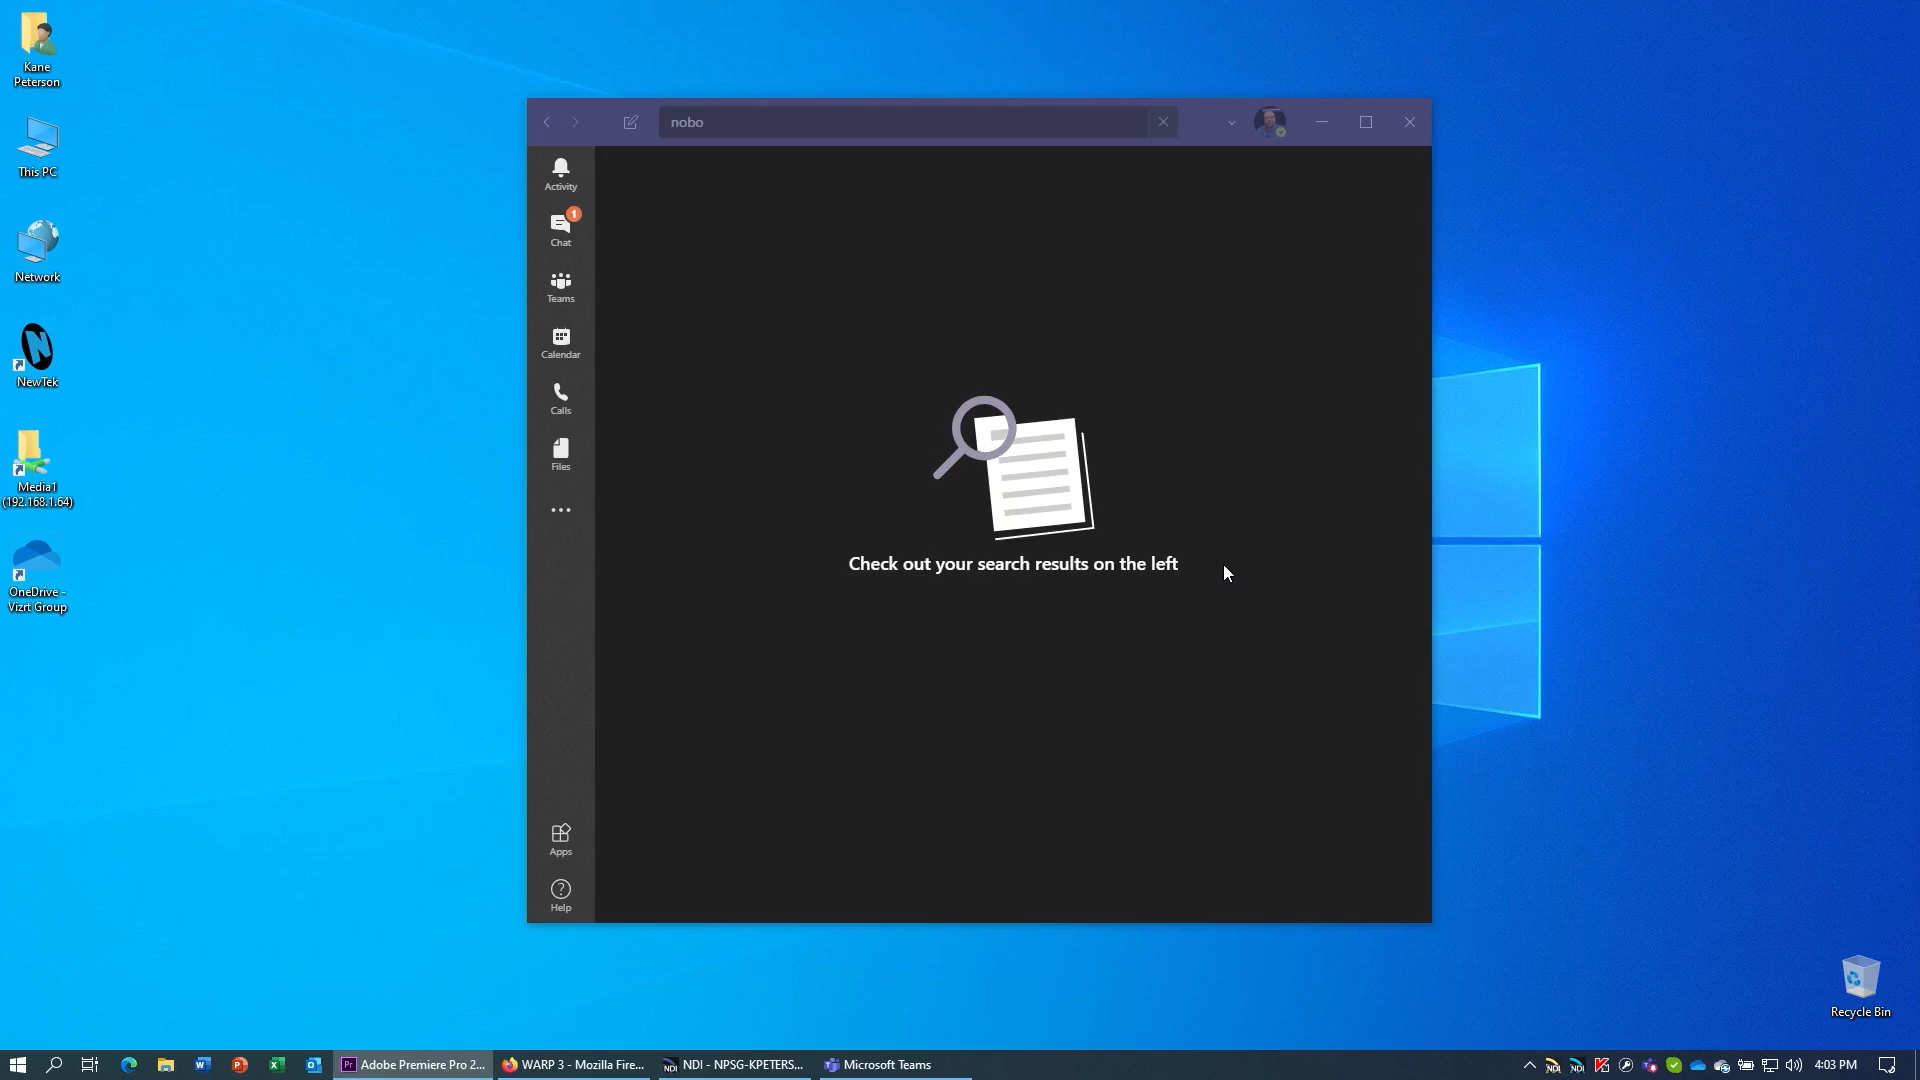 Kane
Peterson
This PC
Network
NewTek
Media1
(192.168.1.64)
OneDrive -
Vizrt Group
nobo
Activity
1
Chat
Teams
Calendar
Calls
Files
Check out your search results on the left
Apps
Help
Recycle Bin
Adobe Premiere Pro 2...
WARP 3 - Mozilla Fire...
NDI - NPSG-KPETERS...
Microsoft Teams
4:03 PM